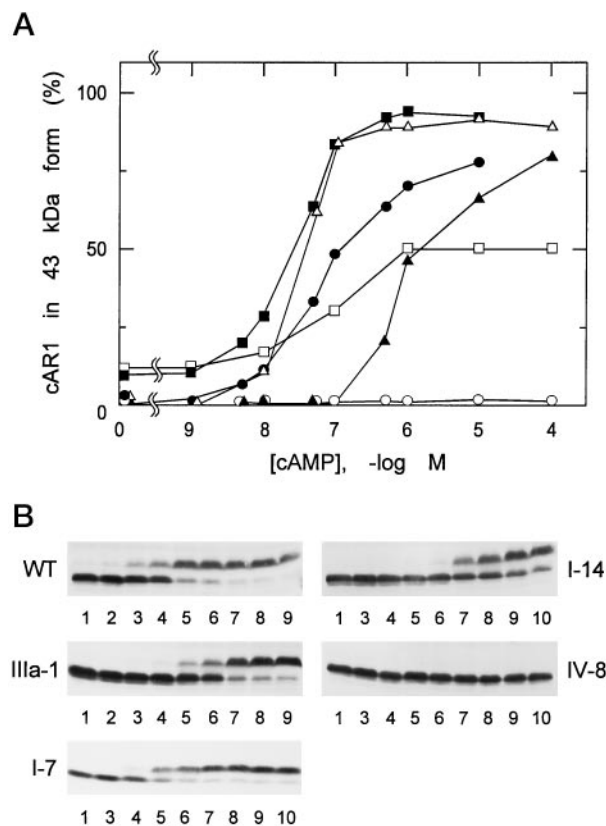 A
cAR1 in 43 kDa form (%)
100
50
0
0 9 8 7 6 5 4
[cAMP], -log M
B
WT
1 2 3 4 5 6 7 8 9
I-14
1 3 4 5 6 7 8 9 10
IIIa-1
1 2 3 4 5 6 7 8 9
IV-8
1 3 4 5 6 7 8 9 10
I-7
1 3 4 5 6 7 8 9 10